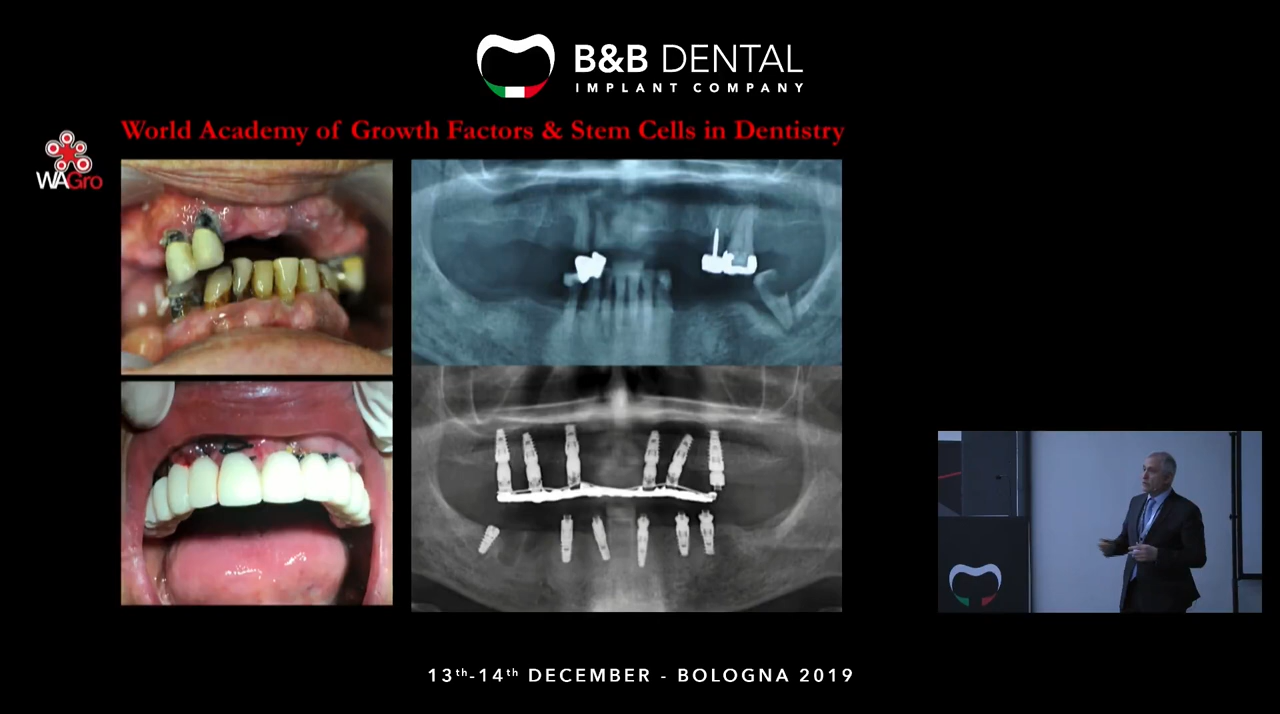 B&B DENTAL
IMPLANT COMPANY
World Academy of Growth Factors & Stem Cells in Dentistry
WAGro
13th-14th DECEMBER - BOLOGNA 2019